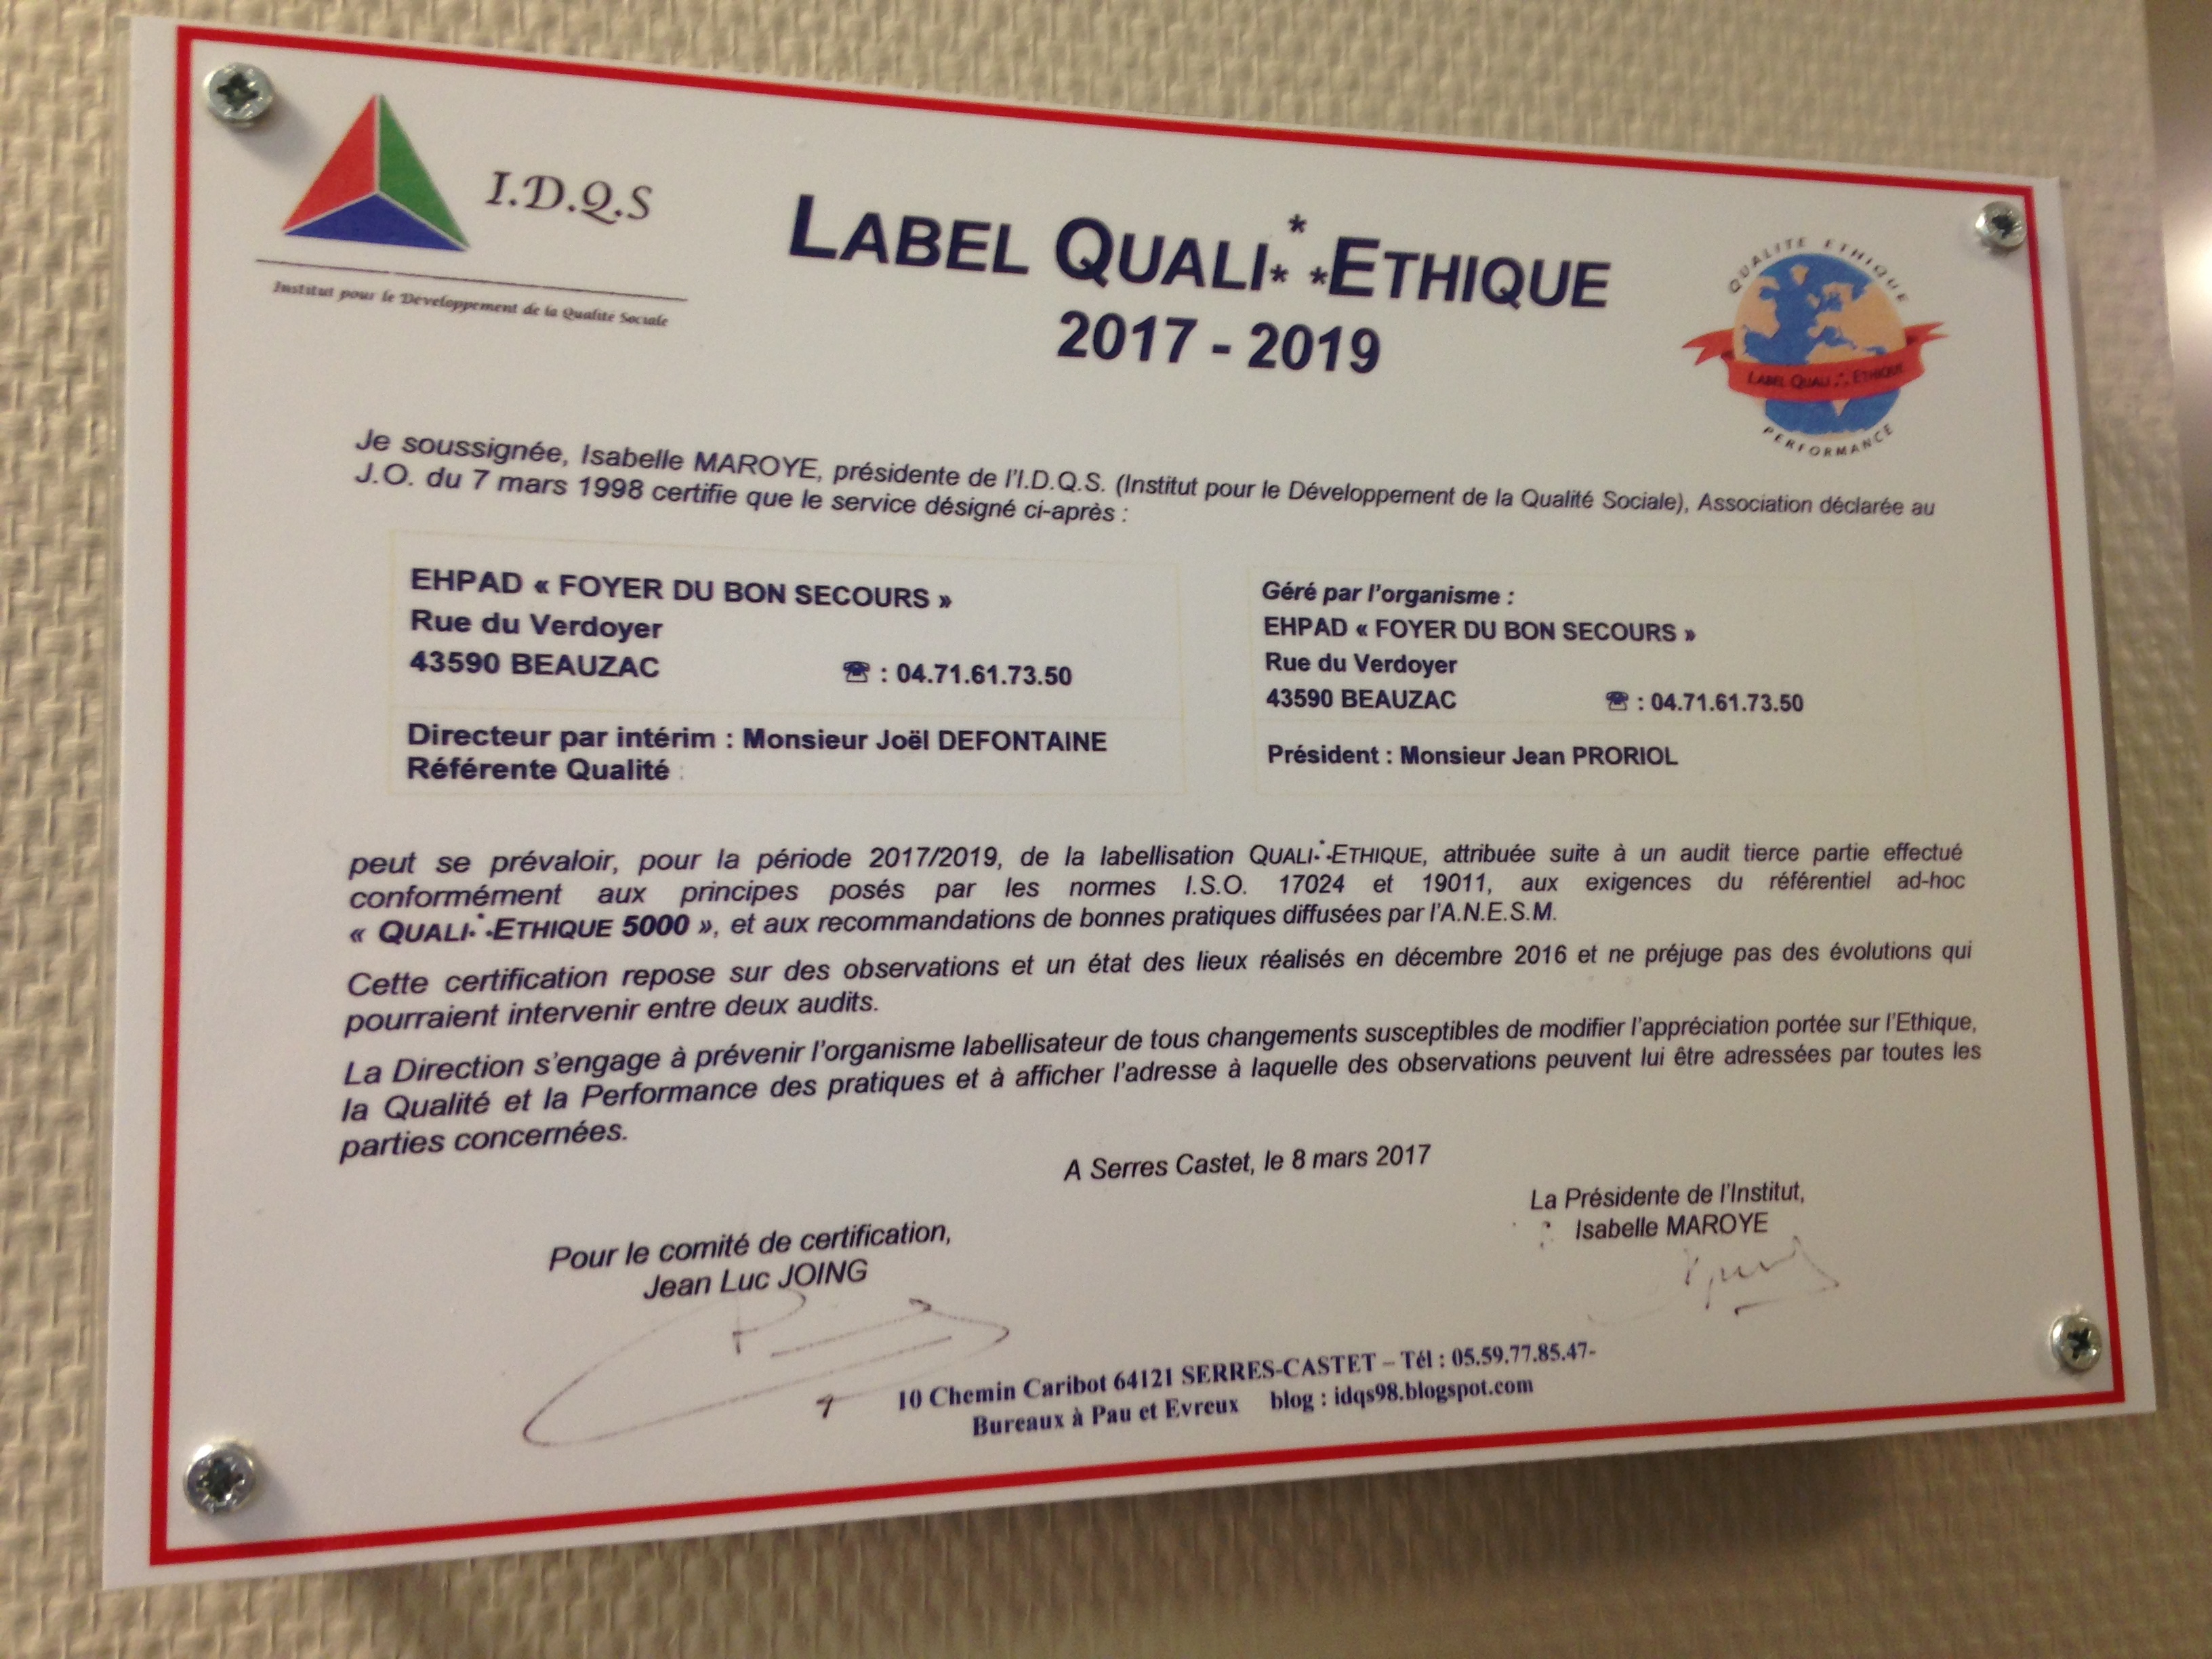 I.D.Q.S
Institut pour le Développement de la Qualité Sociale
LABEL QUALI***ETHIQUE
2017 - 2019
QUALITE ETHIQUE
LABEL QUALI∴ETHIQUE
PERFORMANCE
Je soussignée, Isabelle MAROYE, présidente de l'I.D.Q.S. (Institut pour le Développement de la Qualité Sociale), Association déclarée au
J.O. du 7 mars 1998 certifie que le service désigné ci-après :
EHPAD « FOYER DU BON SECOURS »
Rue du Verdoyer
43590 BEAUZAC ☎ : 04.71.61.73.50
Directeur par intérim : Monsieur Joël DEFONTAINE
Référente Qualité :
Géré par l'organisme :
EHPAD « FOYER DU BON SECOURS »
Rue du Verdoyer
43590 BEAUZAC ☎ : 04.71.61.73.50
Président : Monsieur Jean PRORIOL
peut se prévaloir, pour la période 2017/2019, de la labellisation QUALI∴ETHIQUE, attribuée suite à un audit tierce partie effectué
conformément aux principes posés par les normes I.S.O. 17024 et 19011, aux exigences du référentiel ad-hoc
« QUALI∴ETHIQUE 5000 », et aux recommandations de bonnes pratiques diffusées par l'A.N.E.S.M.
Cette certification repose sur des observations et un état des lieux réalisés en décembre 2016 et ne préjuge pas des évolutions qui
pourraient intervenir entre deux audits.
La Direction s'engage à prévenir l'organisme labellisateur de tous changements susceptibles de modifier l'appréciation portée sur l'Ethique,
la Qualité et la Performance des pratiques et à afficher l'adresse à laquelle des observations peuvent lui être adressées par toutes les
parties concernées.
A Serres Castet, le 8 mars 2017
Pour le comité de certification,
Jean Luc JOING
La Présidente de l'Institut,
Isabelle MAROYE
10 Chemin Caribot 64121 SERRES-CASTET – Tél : 05.59.77.85.47-
Bureaux à Pau et Evreux blog : idqs98.blogspot.com